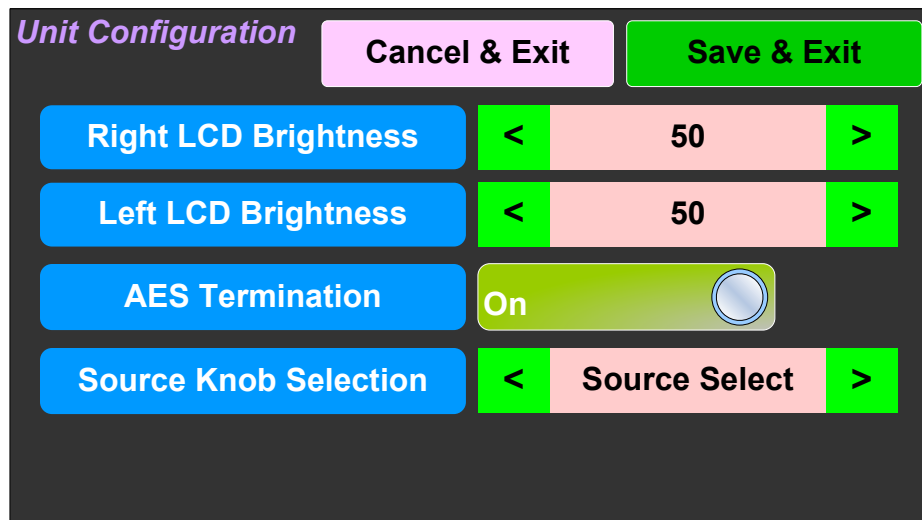 Unit Configuration
Cancel & Exit
Save & Exit
Right LCD Brightness
<
50
>
Left LCD Brightness
<
50
>
AES Termination
On
Source Knob Selection
<
Source Select
>